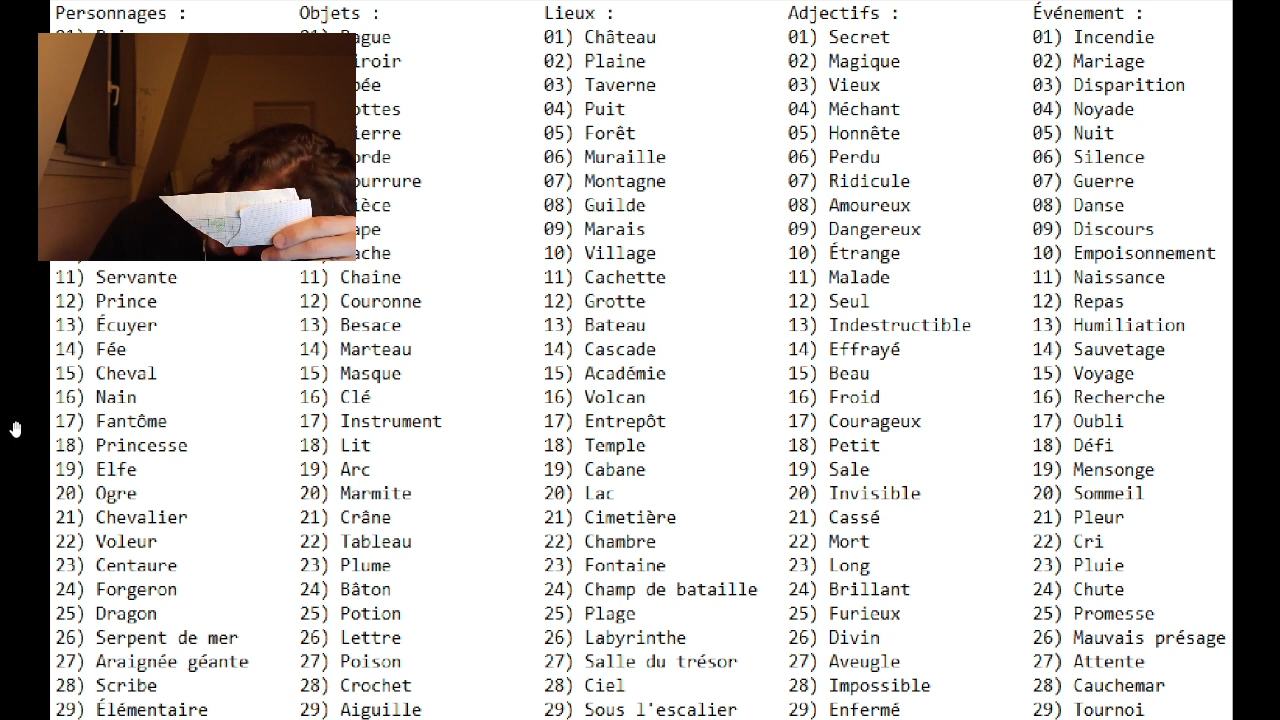 Personnages : Objets : Lieux : Adjectifs : Événement :
01) Château 01) Secret 01) Incendie
02) Plaine 02) Magique 02) Mariage
03) Taverne 03) Vieux 03) Disparition
04) Puit 04) Méchant 04) Noyade
05) Forêt 05) Honnête 05) Nuit
06) Muraille 06) Perdu 06) Silence
07) Montagne 07) Ridicule 07) Guerre
08) Guilde 08) Amoureux 08) Danse
09) Marais 09) Dangereux 09) Discours
10) Village 10) Étrange 10) Empoisonnement
11) Servante 11) Chaine 11) Cachette 11) Malade 11) Naissance
12) Prince 12) Couronne 12) Grotte 12) Seul 12) Repas
13) Écuyer 13) Besace 13) Bateau 13) Indestructible 13) Humiliation
14) Fée 14) Marteau 14) Cascade 14) Effrayé 14) Sauvetage
15) Cheval 15) Masque 15) Académie 15) Beau 15) Voyage
16) Nain 16) Clé 16) Volcan 16) Froid 16) Recherche
17) Fantôme 17) Instrument 17) Entrepôt 17) Courageux 17) Oubli
18) Princesse 18) Lit 18) Temple 18) Petit 18) Défi
19) Elfe 19) Arc 19) Cabane 19) Sale 19) Mensonge
20) Ogre 20) Marmite 20) Lac 20) Invisible 20) Sommeil
21) Chevalier 21) Crâne 21) Cimetière 21) Cassé 21) Pleur
22) Voleur 22) Tableau 22) Chambre 22) Mort 22) Cri
23) Centaure 23) Plume 23) Fontaine 23) Long 23) Pluie
24) Forgeron 24) Bâton 24) Champ de bataille 24) Brillant 24) Chute
25) Dragon 25) Potion 25) Plage 25) Furieux 25) Promesse
26) Serpent de mer 26) Lettre 26) Labyrinthe 26) Divin 26) Mauvais présage
27) Araignée géante 27) Poison 27) Salle du trésor 27) Aveugle 27) Attente
28) Scribe 28) Crochet 28) Ciel 28) Impossible 28) Cauchemar
29) Élémentaire 29) Aiguille 29) Sous l'escalier 29) Enfermé 29) Tournoi